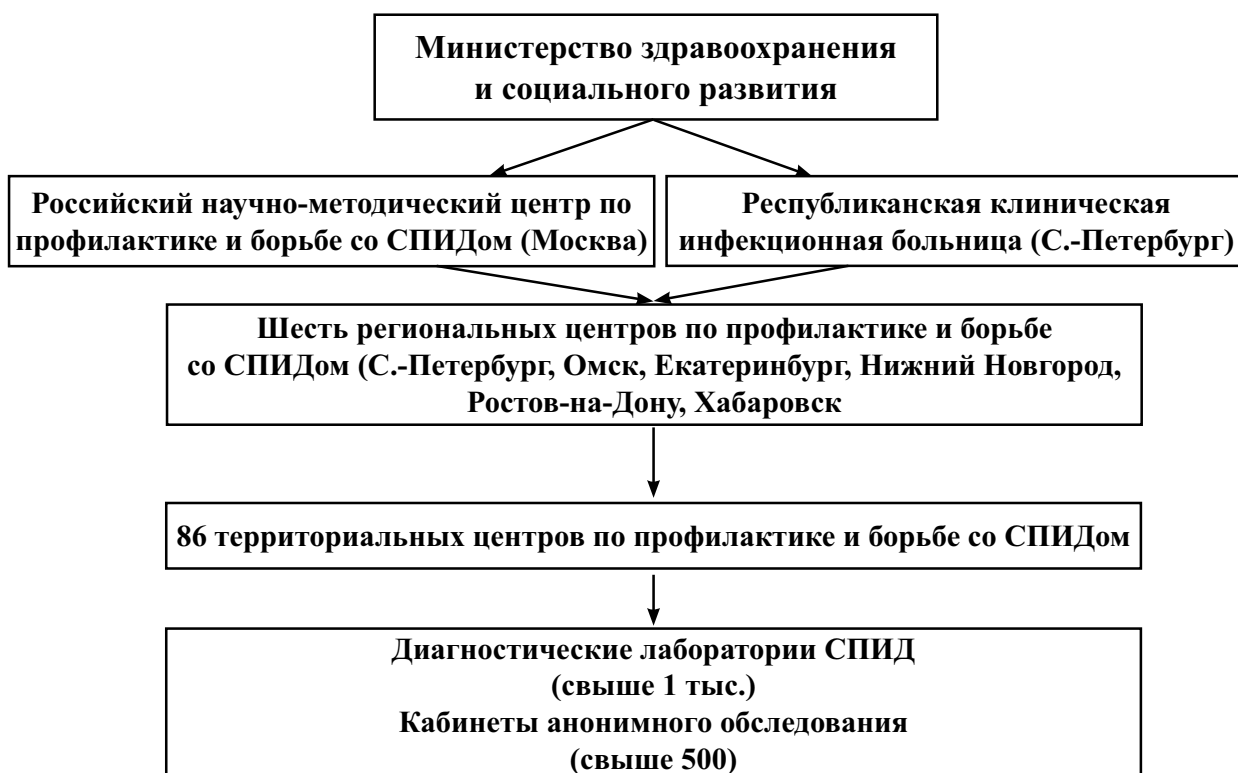 Министерство здравоохранения
и социального развития
Российский научно-методический центр по
профилактике и борьбе со СПИДом (Москва)
Республиканская клиническая
инфекционная больница (С.-Петербург)
Шесть региональных центров по профилактике и борьбе
со СПИДом (С.-Петербург, Омск, Екатеринбург, Нижний Новгород,
Ростов-на-Дону, Хабаровск
86 территориальных центров по профилактике и борьбе со СПИДом
Диагностические лаборатории СПИД
(свыше 1 тыс.)
Кабинеты анонимного обследования
(свыше 500)